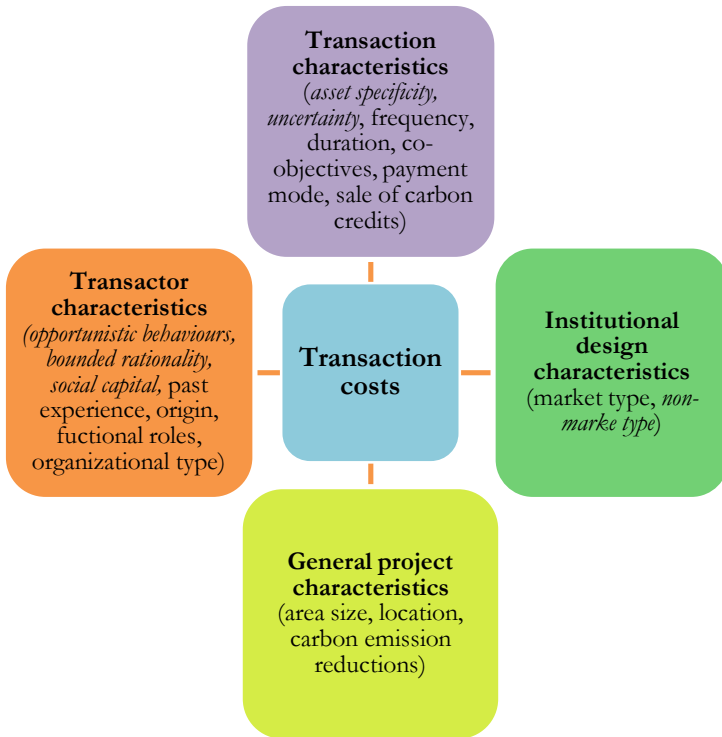 Transaction
characteristics
(asset specificity,
uncertainty, frequency,
duration, co-
objectives, payment
mode, sale of carbon
credits)
Transactor
characteristics
(opportunistic behaviours,
bounded rationality,
social capital, past
experience, origin,
fuctional roles,
organizational type)
Transaction
costs
Institutional
design
characteristics
(market type, non-
marke type)
General project
characteristics
(area size, location,
carbon emission
reductions)